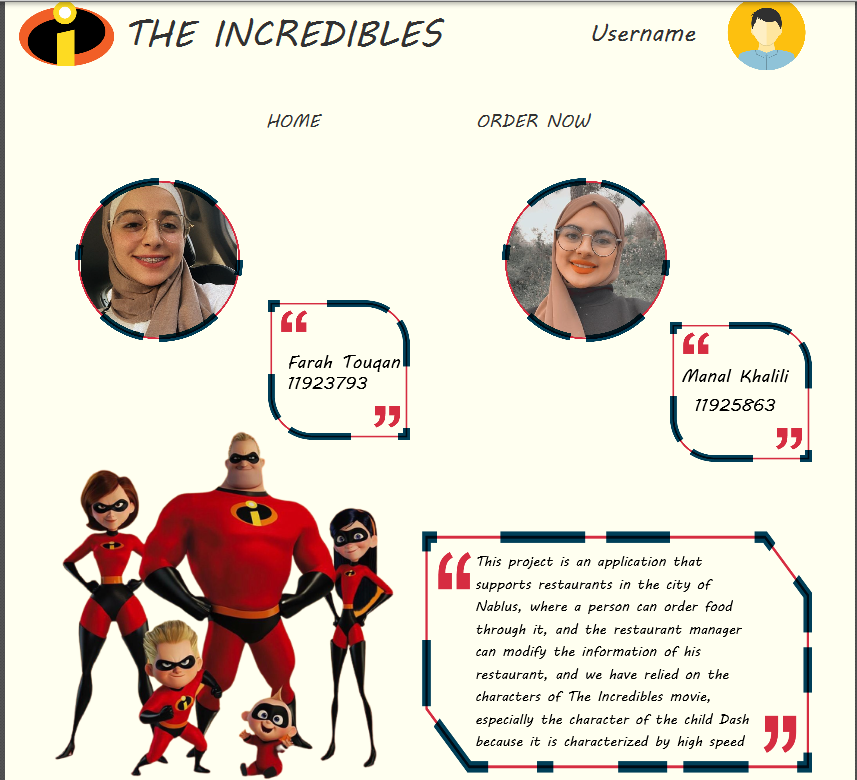 THE INCREDIBLES
Username
HOME
ORDER NOW
Farah Touqan
11923793
Manal Khalili
11925863
This project is an application that
supports restaurants in the city of
Nablus, where a person can order food
through it, and the restaurant manager
can modify the information of his
restaurant, and we have relied on the
characters of The Incredibles movie,
especially the character of the child Dash
because it is characterized by high speed